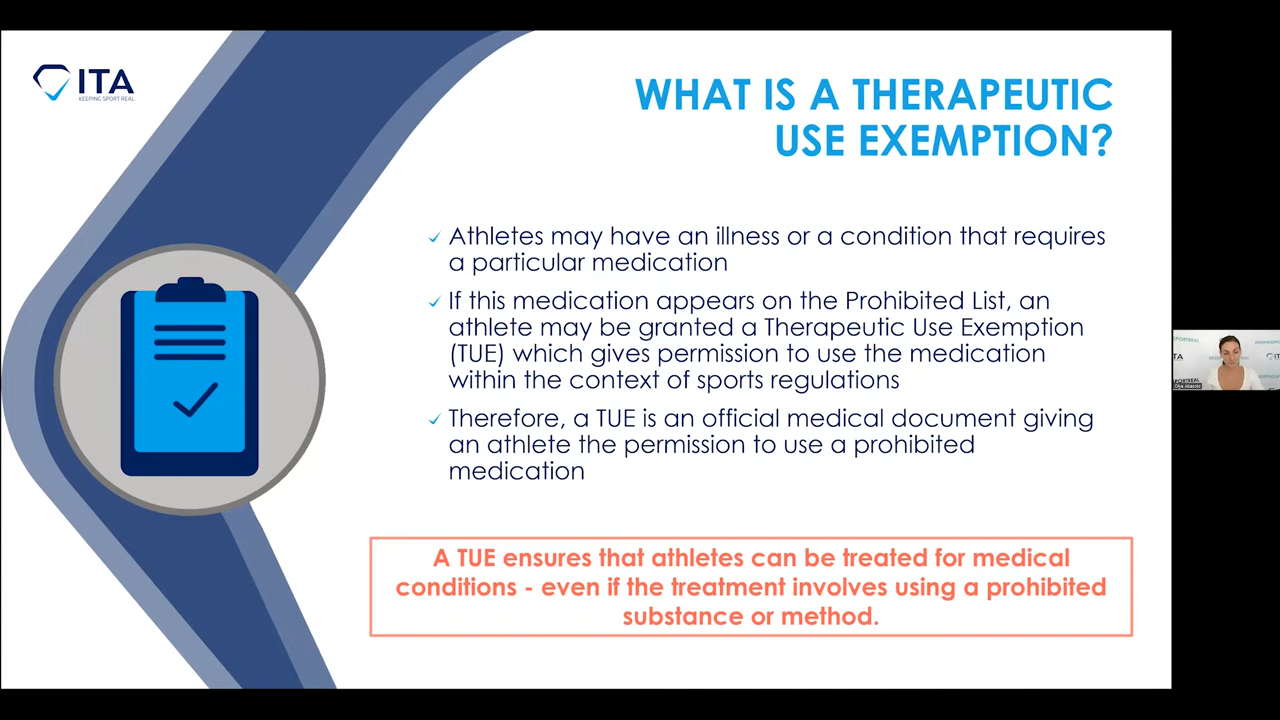 ITA
KEEPING SPORT REAL
WHAT IS A THERAPEUTIC
USE EXEMPTION?
Athletes may have an illness or a condition that requires
a particular medication
If this medication appears on the Prohibited List, an
athlete may be granted a Therapeutic Use Exemption
(TUE) which gives permission to use the medication
within the context of sports regulations
Therefore, a TUE is an official medical document giving
an athlete the permission to use a prohibited
medication
A TUE ensures that athletes can be treated for medical
conditions - even if the treatment involves using a prohibited
substance or method.